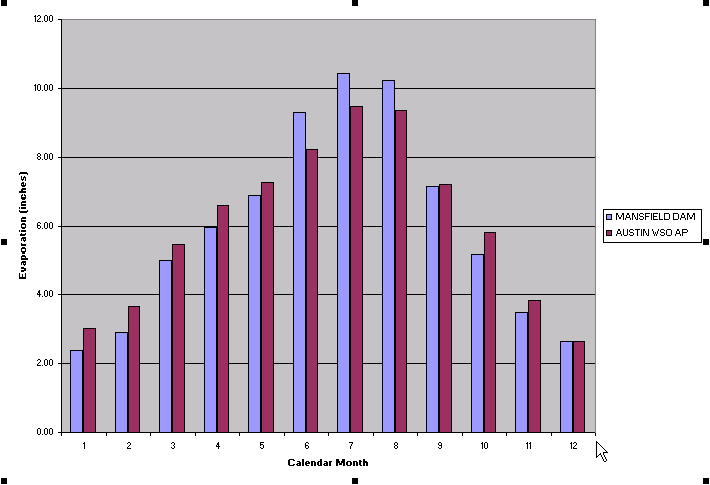 12.00
10.00
8.00
6.00
4.00
2.00
0.00
Evaporation (inches)
1 2 3 4 5 6 7 8 9 10 11 12
Calendar Month
MANSFIELD DAM
AUSTIN WSO AP